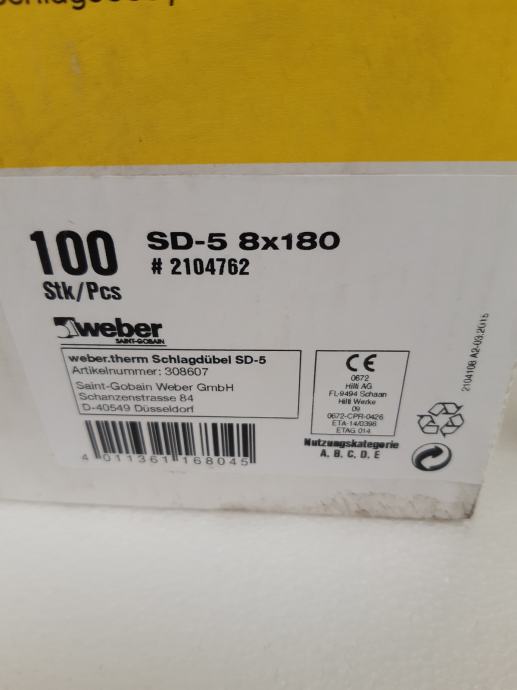 100
Stk/Pcs
SD-5 8x180
# 2104762
weber
SAINT-GOBAIN
weber.therm Schlagdübel SD-5
Artikelnummer: 308607
Saint-Gobain Weber GmbH
Schanzenstrasse 84
D-40549 Düsseldorf
4 011361 168045
CE
0672
Hilti AG
FL-9494 Schaan
Hilti Werke
09
0672-CPR-0426
ETA-14/0396
ETAG 014
Nutzungskategorie
A, B, C, D, E
2104108 A2-03.2015